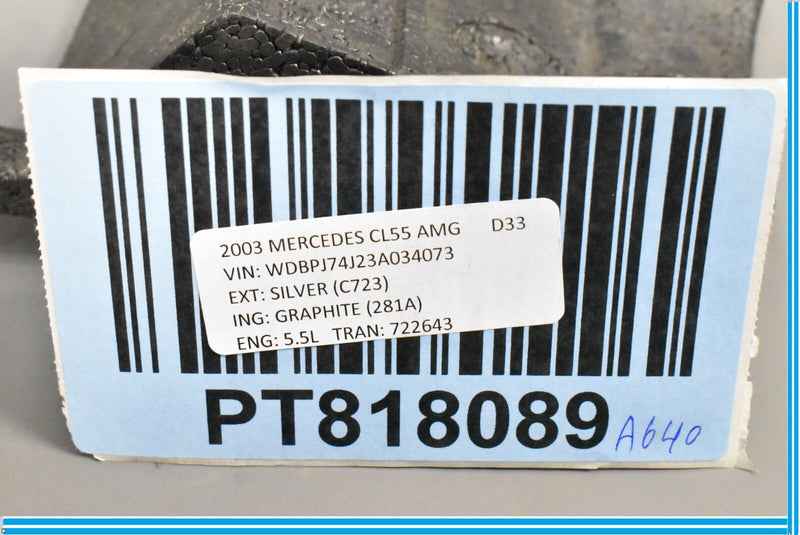 2003 MERCEDES CL55 AMG D33
VIN: WDBPJ74J23A034073
EXT: SILVER (C723)
ING: GRAPHITE (281A)
ENG: 5.5L TRAN: 722643
PT818089 A640